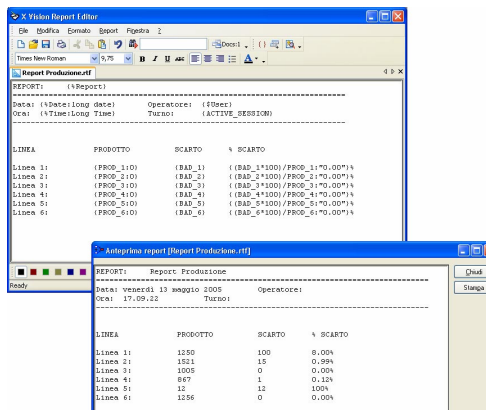 X Vision Report Editor
File Modifica Formato Report Finestra ?
Docs:1
Times New Roman 9,75 B I U ABC A
Report Produzione.rtf
REPORT: (%Report)
Data: (%Date:long date) Operatore: ($User)
Ora: (%Time:Long Time) Turno: (ACTIVE_SESSION)
LINEA PRODOTTO SCARTO % SCARTO
Linea 1: (PROD_1:0) (BAD_1) ((BAD_1*100)/PROD_1:"0.00")%
Linea 2: (PROD_2:0) (BAD_2) ((BAD_2*100)/PROD_2:"0.00")%
Linea 3: (PROD_3:0) (BAD_3) ((BAD_3*100)/PROD_3:"0.00")%
Linea 4: (PROD_4:0) (BAD_4) ((BAD_4*100)/PROD_4:"0.00")%
Linea 5: (PROD_5:0) (BAD_5) ((BAD_5*100)/PROD_5:"0.00")%
Linea 6: (PROD_6:0) (BAD_6) ((BAD_6*100)/PROD_6:"0.00")%
Ready
Anteprima report [Report Produzione.rtf]
REPORT: Report Produzione
Data: venerdì 13 maggio 2005 Operatore:
Ora: 17.09.22 Turno:
LINEA PRODOTTO SCARTO % SCARTO
Linea 1: 1250 100 8.00%
Linea 2: 1521 15 0.99%
Linea 3: 1005 0 0.00%
Linea 4: 867 1 0.12%
Linea 5: 12 12 100%
Linea 6: 1256 0 0.00%
Chiudi
Stampa